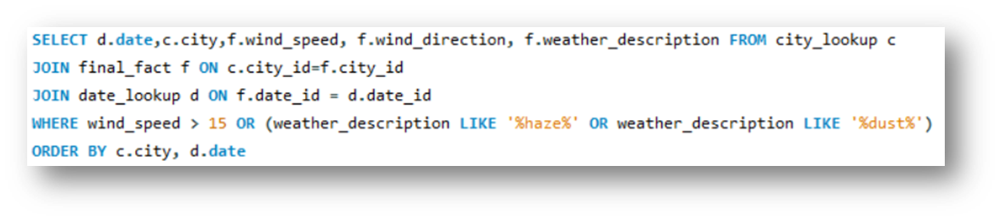 SELECT d.date,c.city,f.wind_speed, f.wind_direction, f.weather_description FROM city_lookup c
JOIN final_fact f ON c.city_id=f.city_id
JOIN date_lookup d ON f.date_id = d.date_id
WHERE wind_speed > 15 OR (weather_description LIKE '%haze%' OR weather_description LIKE '%dust%')
ORDER BY c.city, d.date